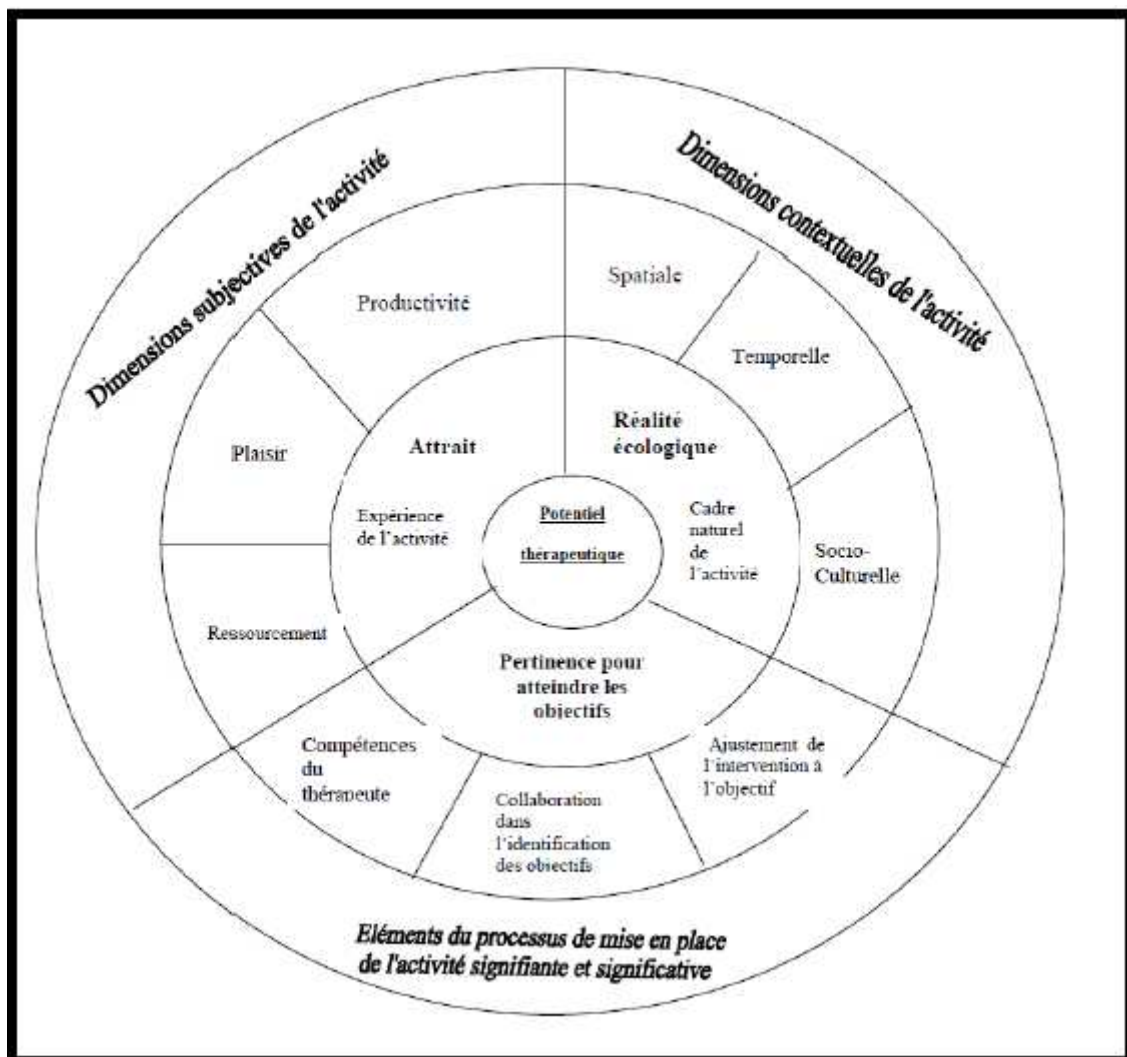 Dimensions subjectives de l'activité
Dimensions contextuelles de l'activité
Productivité
Spatiale
Temporelle
Plaisir
Attrait
Réalité
écologique
Expérience
de l'activité
Potentiel
thérapeutique
Cadre
naturel
de
l'activité
Socio-
Culturelle
Ressourcement
Pertinence pour
atteindre les
objectifs
Compétences
du
thérapeute
Collaboration
dans
l'identification
des objectifs
Ajustement de
l'intervention à
l'objectif
Eléments du processus de mise en place
de l'activité signifiante et significative